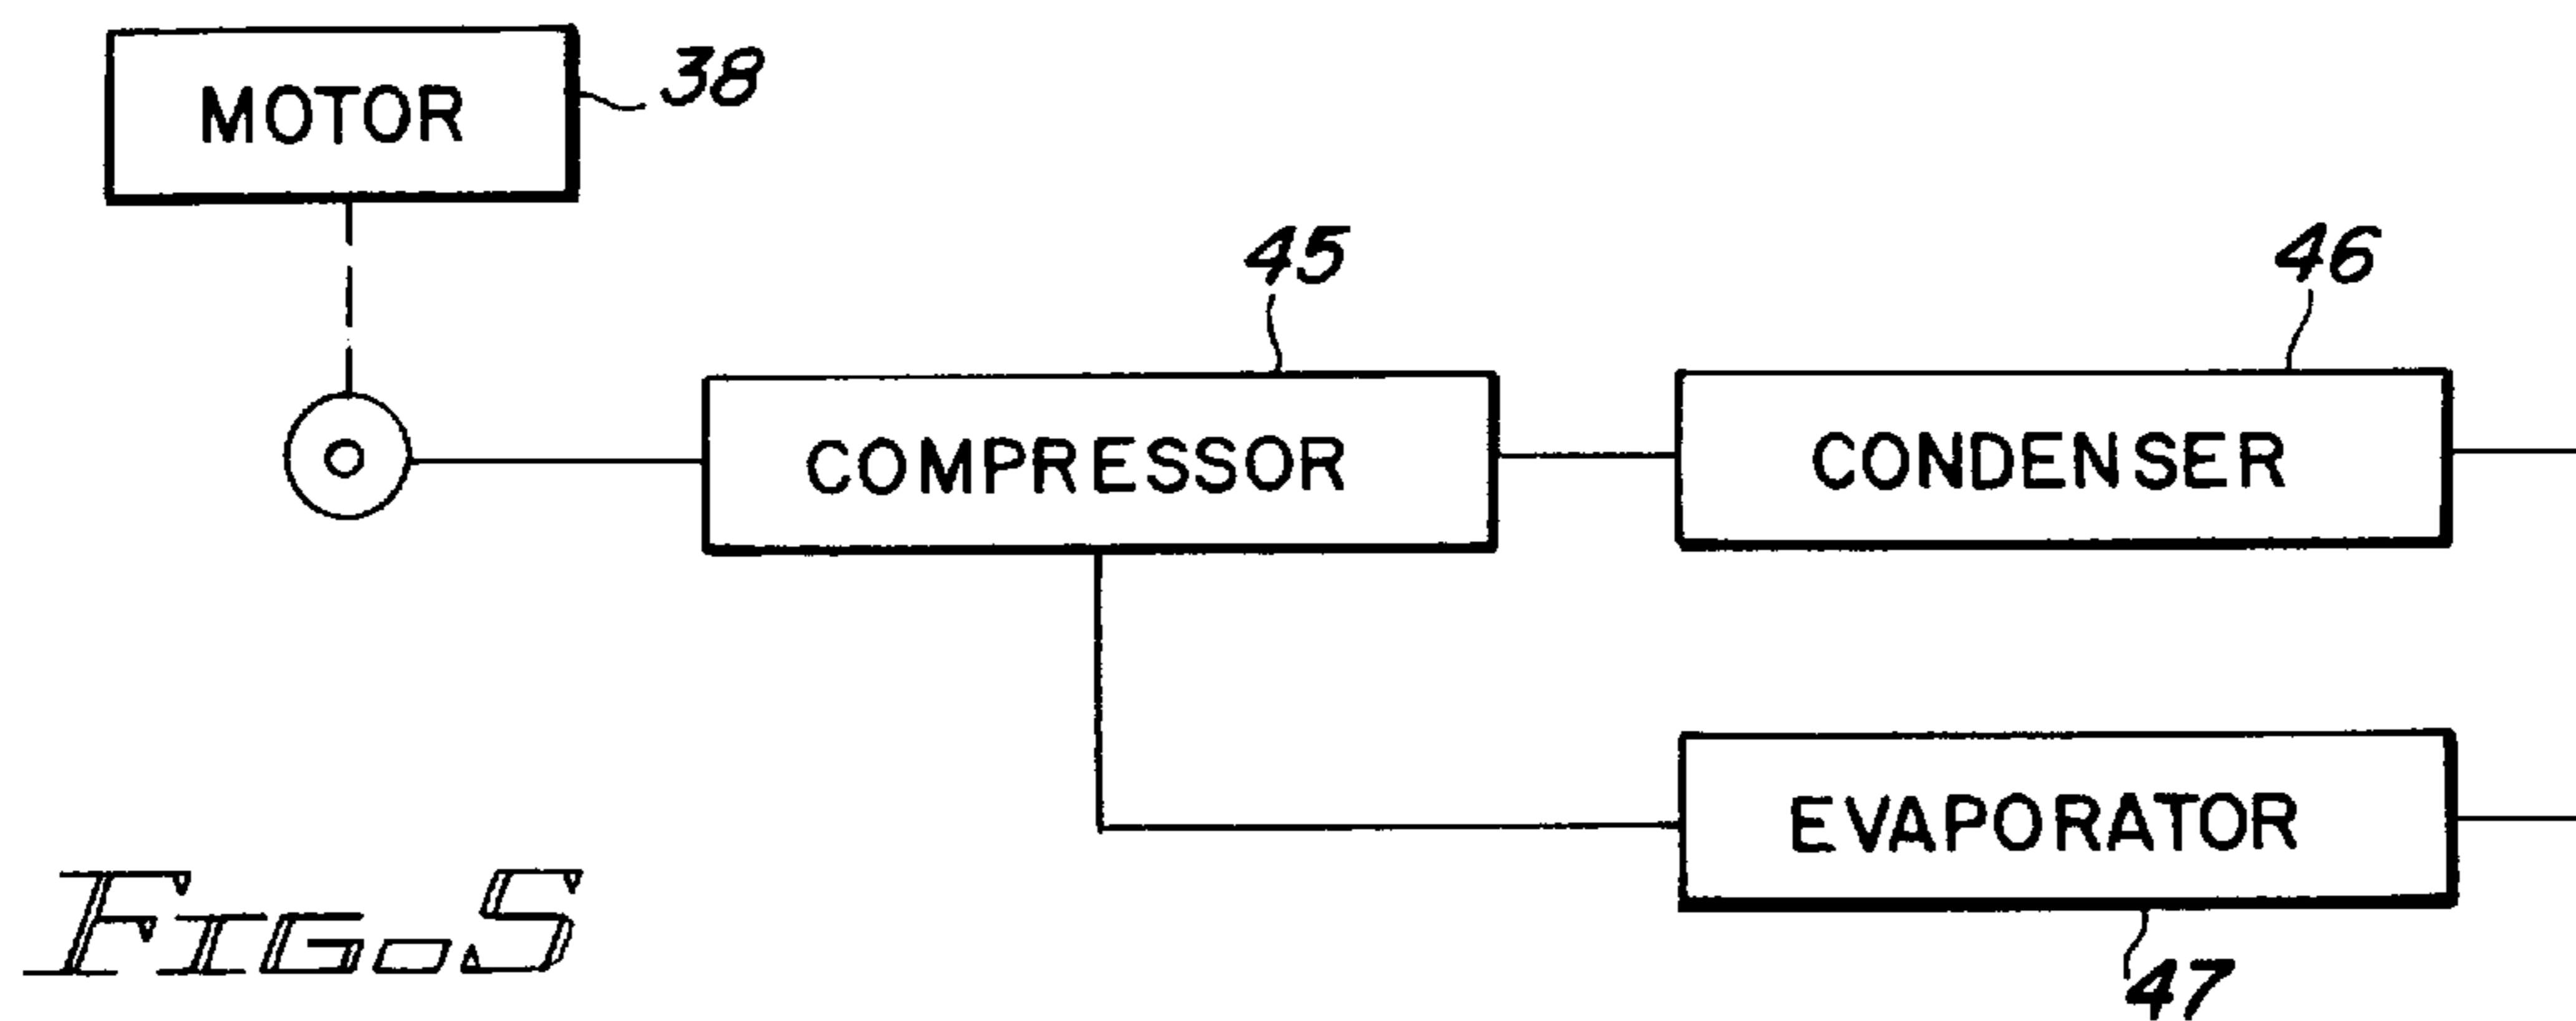 MOTOR
38
45
46
COMPRESSOR
CONDENSER
EVAPORATOR
47
FIG. 5